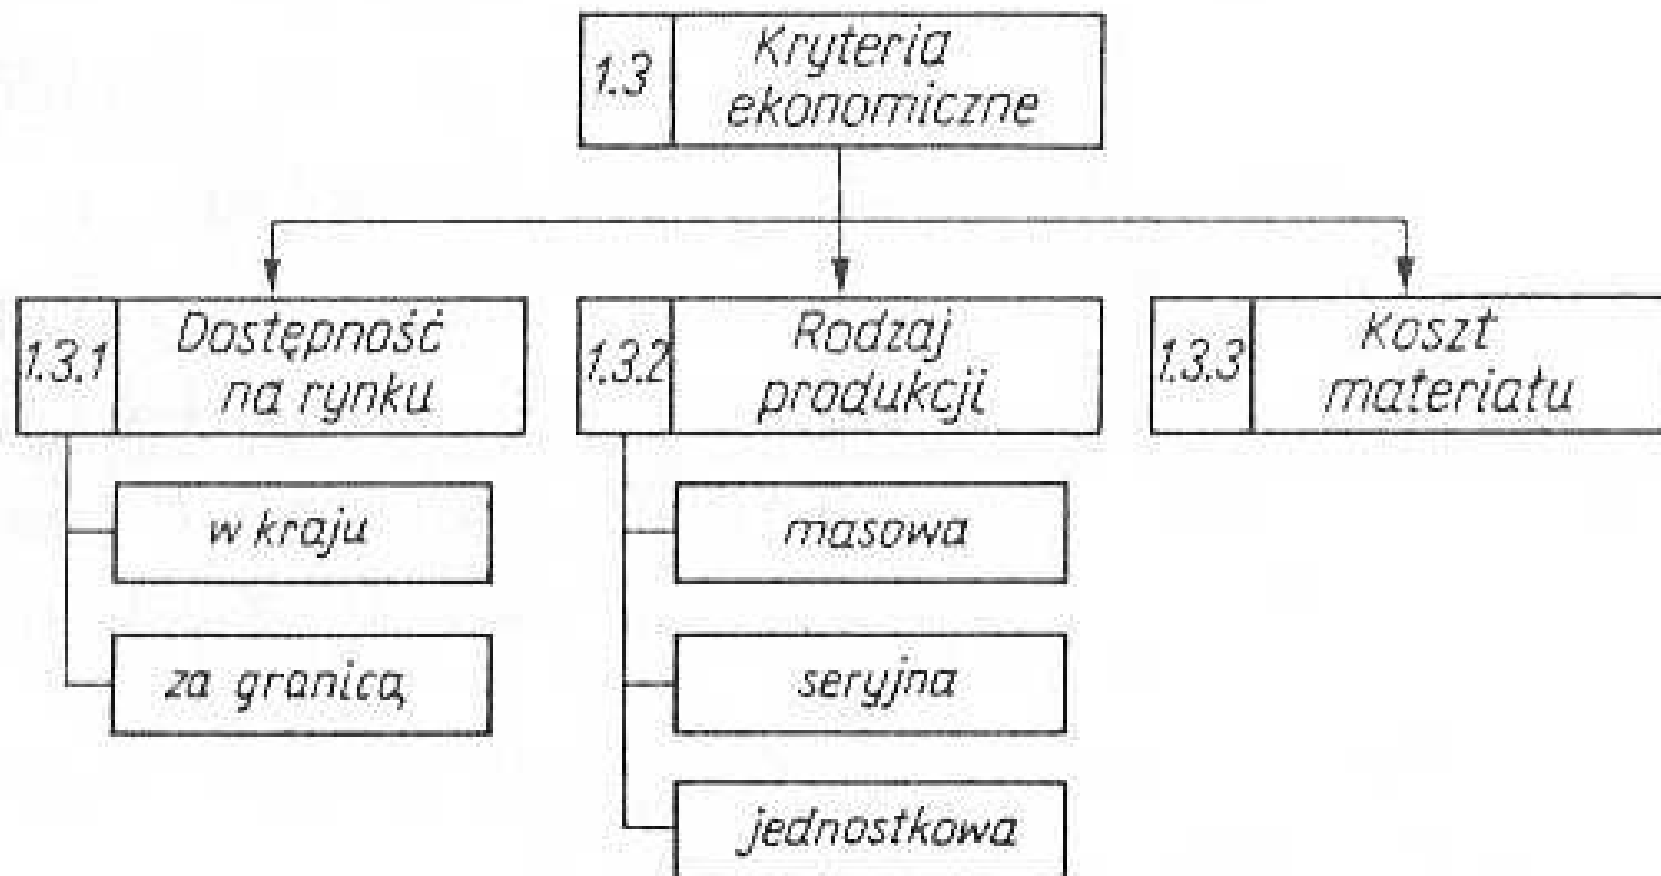 1.3
Kryteria
ekonomiczne
1.3.1
Dostępność
na rynku
1.3.2
Rodzaj
produkcji
1.3.3
Koszt
materiału
w kraju
za granicą
masowa
seryjna
jednostkowa